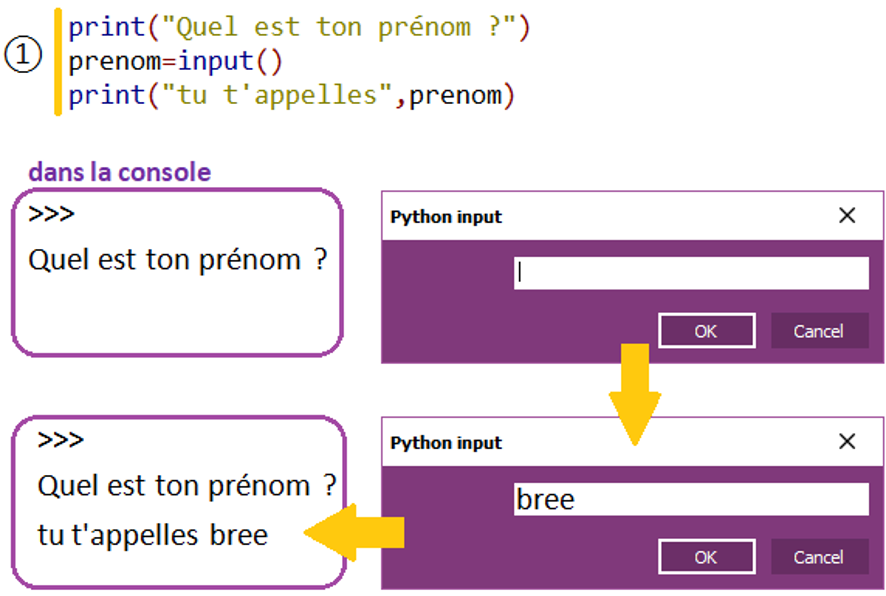 ①
print("Quel est ton prénom ?")
prenom=input()
print("tu t'appelles",prenom)
dans la console
>>>
Quel est ton prénom ?
Python input
OK Cancel
>>>
Quel est ton prénom ?
tu t'appelles bree
Python input
bree
OK Cancel